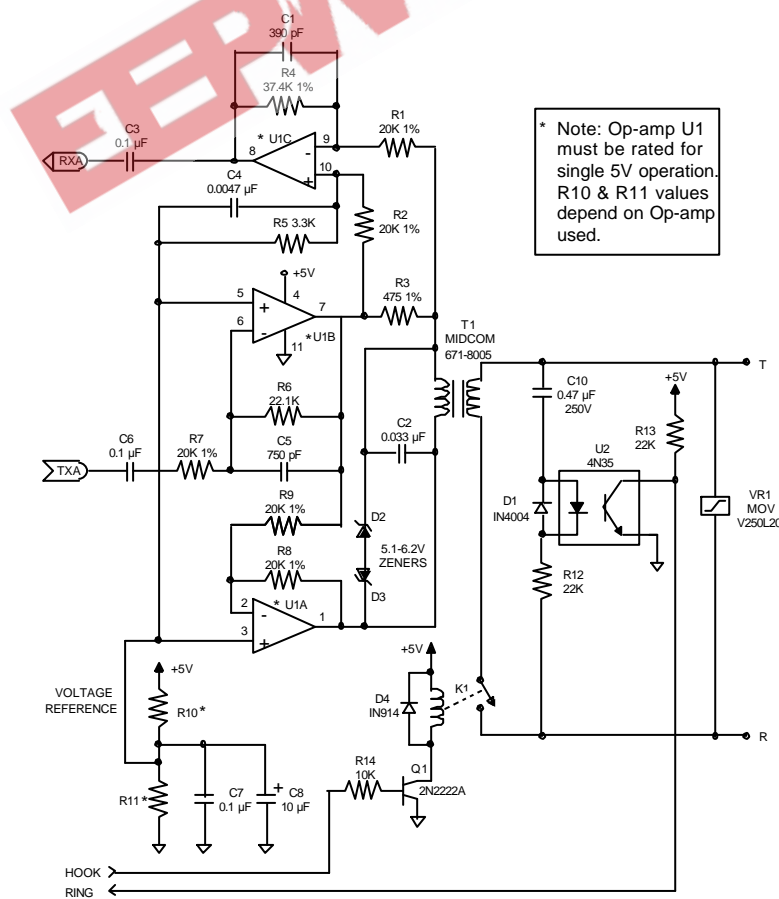 EEPW
C1
390 pF
R4
37.4K 1%
C3
0.1 µF
RXA
* U1C
8
9
10
-
+
R1
20K 1%
C4
0.0047 µF
R5 3.3K
R2
20K 1%
* Note: Op-amp U1
must be rated for
single 5V operation.
R10 & R11 values
depend on Op-amp
used.
+5V
5
4
7
6
11
+
-
*U1B
R3
475 1%
T1
MIDCOM
671-8005
T
R6
22.1K
C2
0.033 µF
C6
0.1 µF
R7
20K 1%
C5
750 pF
TXA
C10
0.47 µF
250V
+5V
R13
22K
U2
4N35
D1
IN4004
VR1
MOV
V250L20
R9
20K 1%
D2
R8
20K 1%
5.1-6.2V
ZENERS
D3
R12
22K
2
* U1A
1
3
-
+
+5V
VOLTAGE
REFERENCE
R10*
+5V
D4
IN914
K1
R
R11*
C7
0.1 µF
+
C8
10 µF
R14
10K
Q1
2N2222A
HOOK
RING